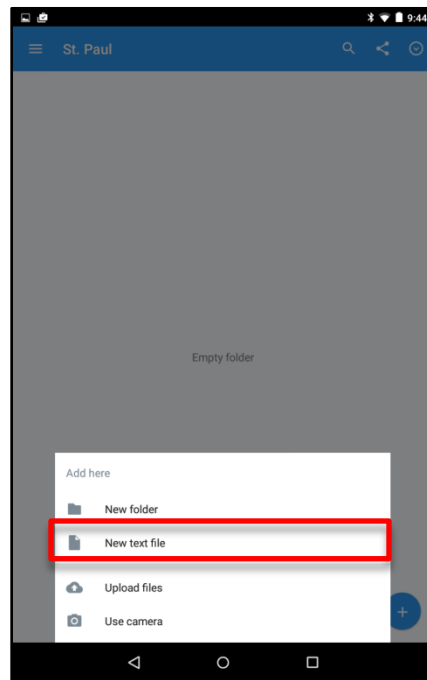 9:44
St. Paul
Empty folder
Add here
New folder
New text file
Upload files
Use camera